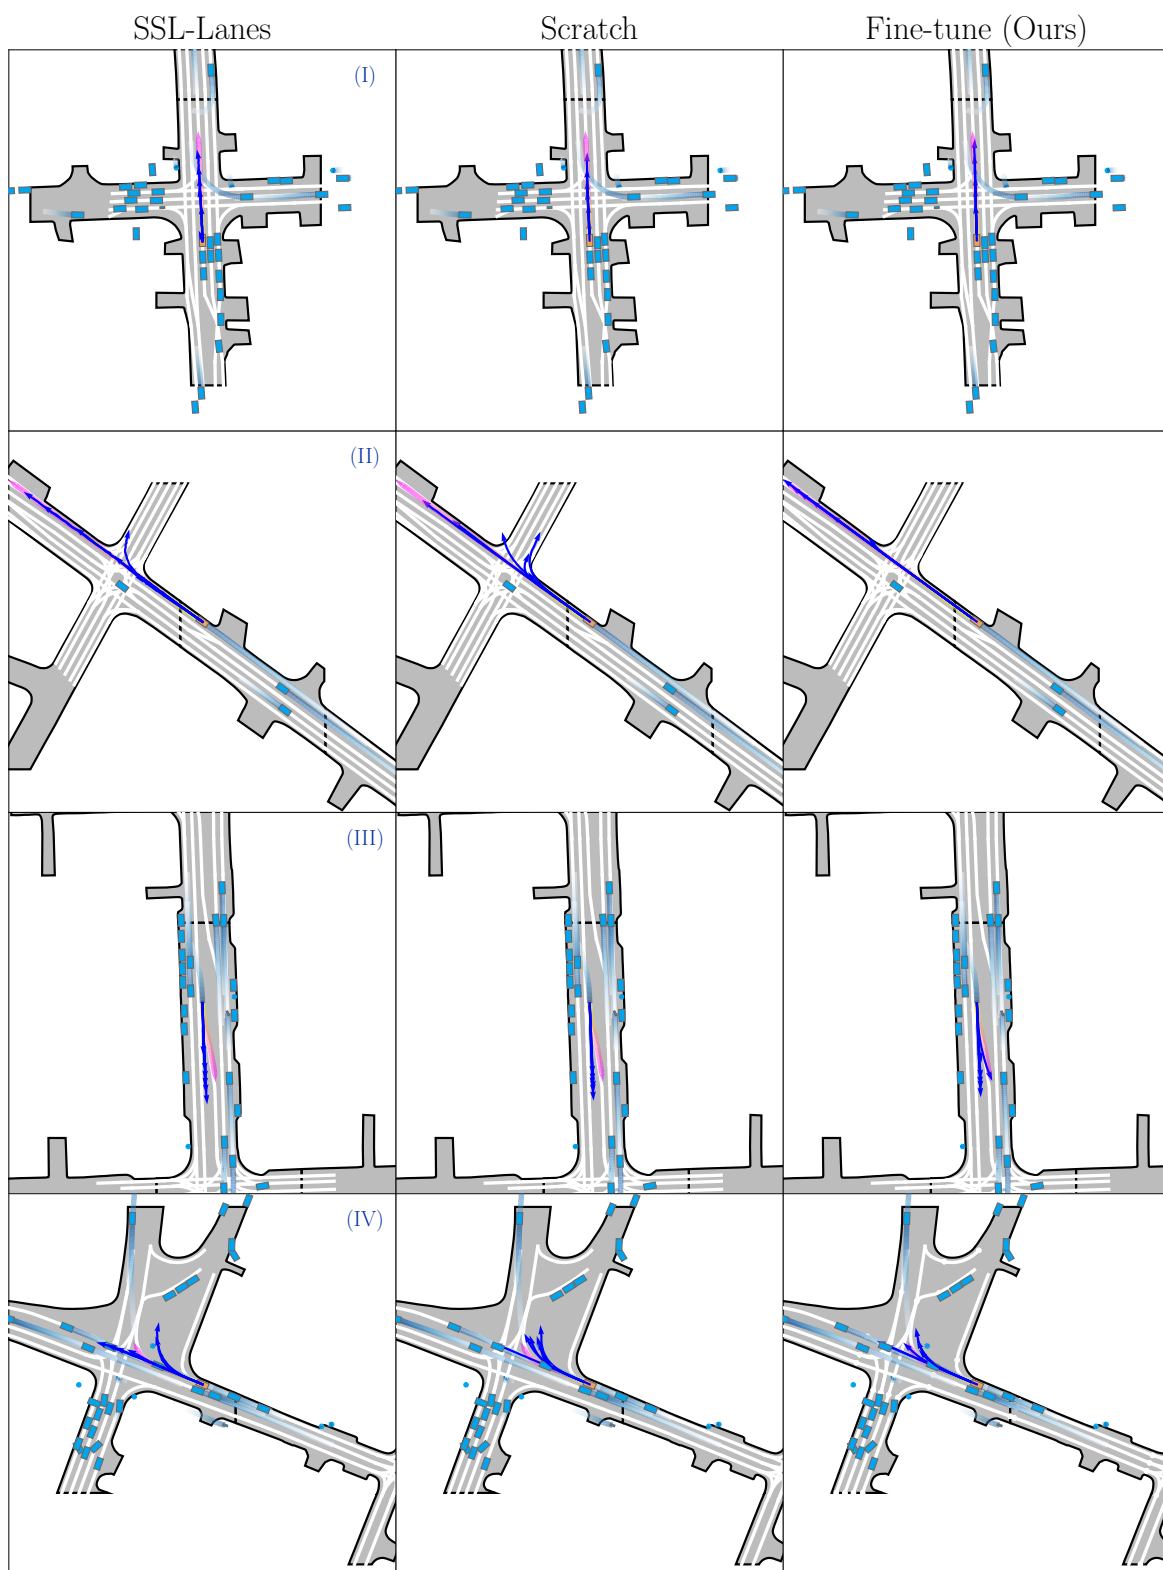 SSL-Lanes
Scratch
Fine-tune (Ours)
(I)
(II)
(III)
(IV)